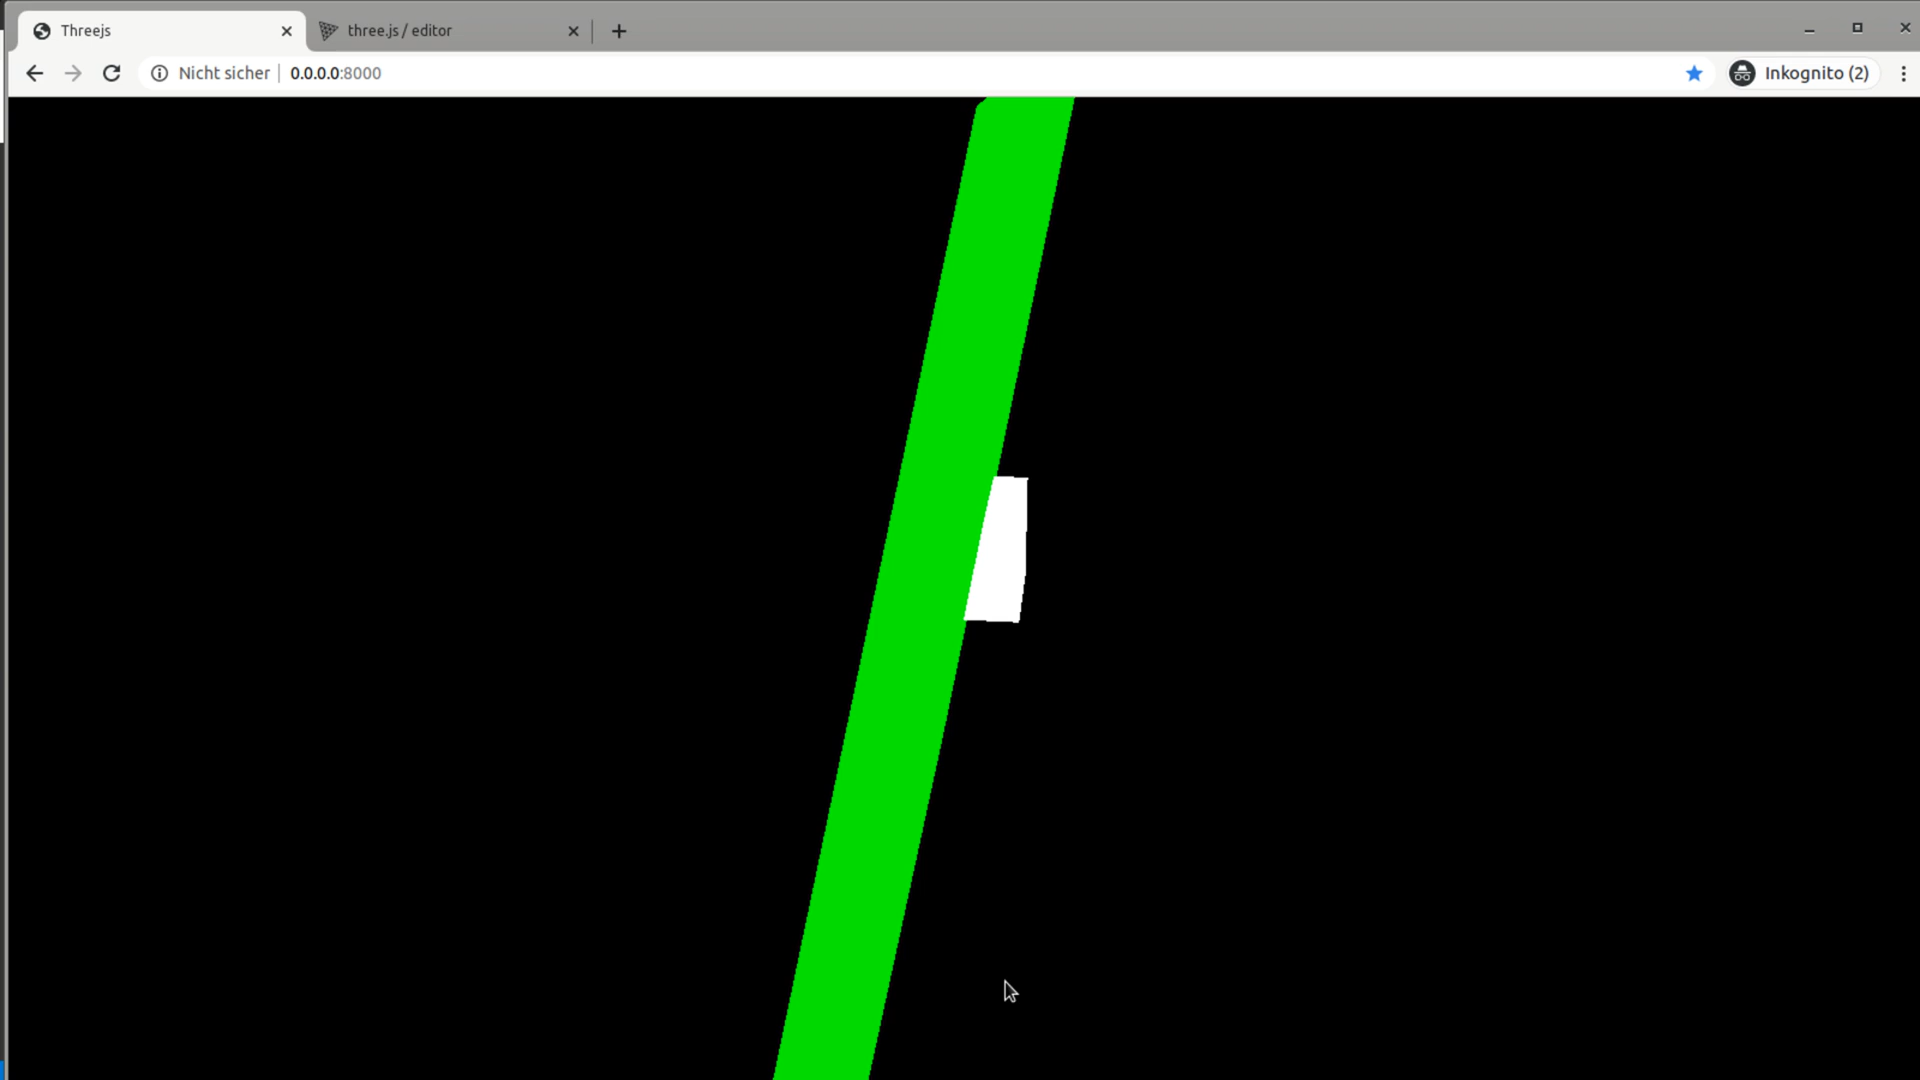 Threejs
three.js / editor
Nicht sicher
0.0.0.0:8000
Inkognito (2)